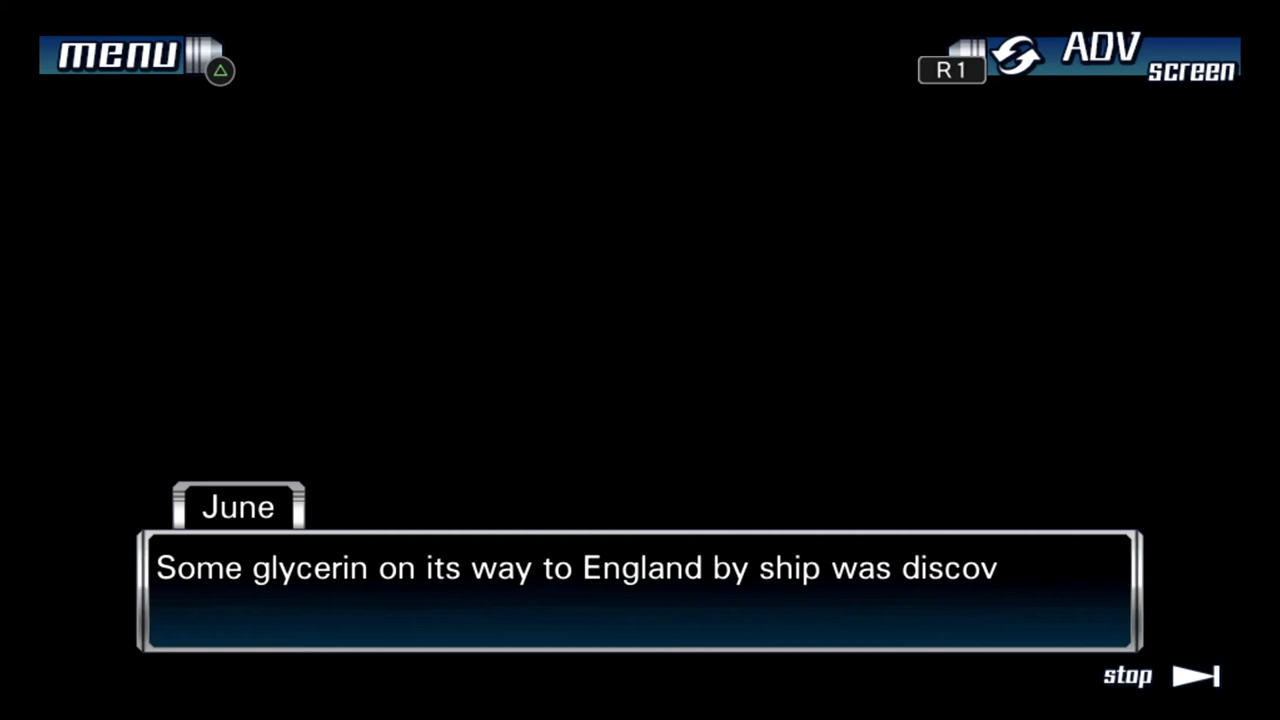 menu
R1 ADV
screen
June
Some glycerin on its way to England by ship was discov
stop